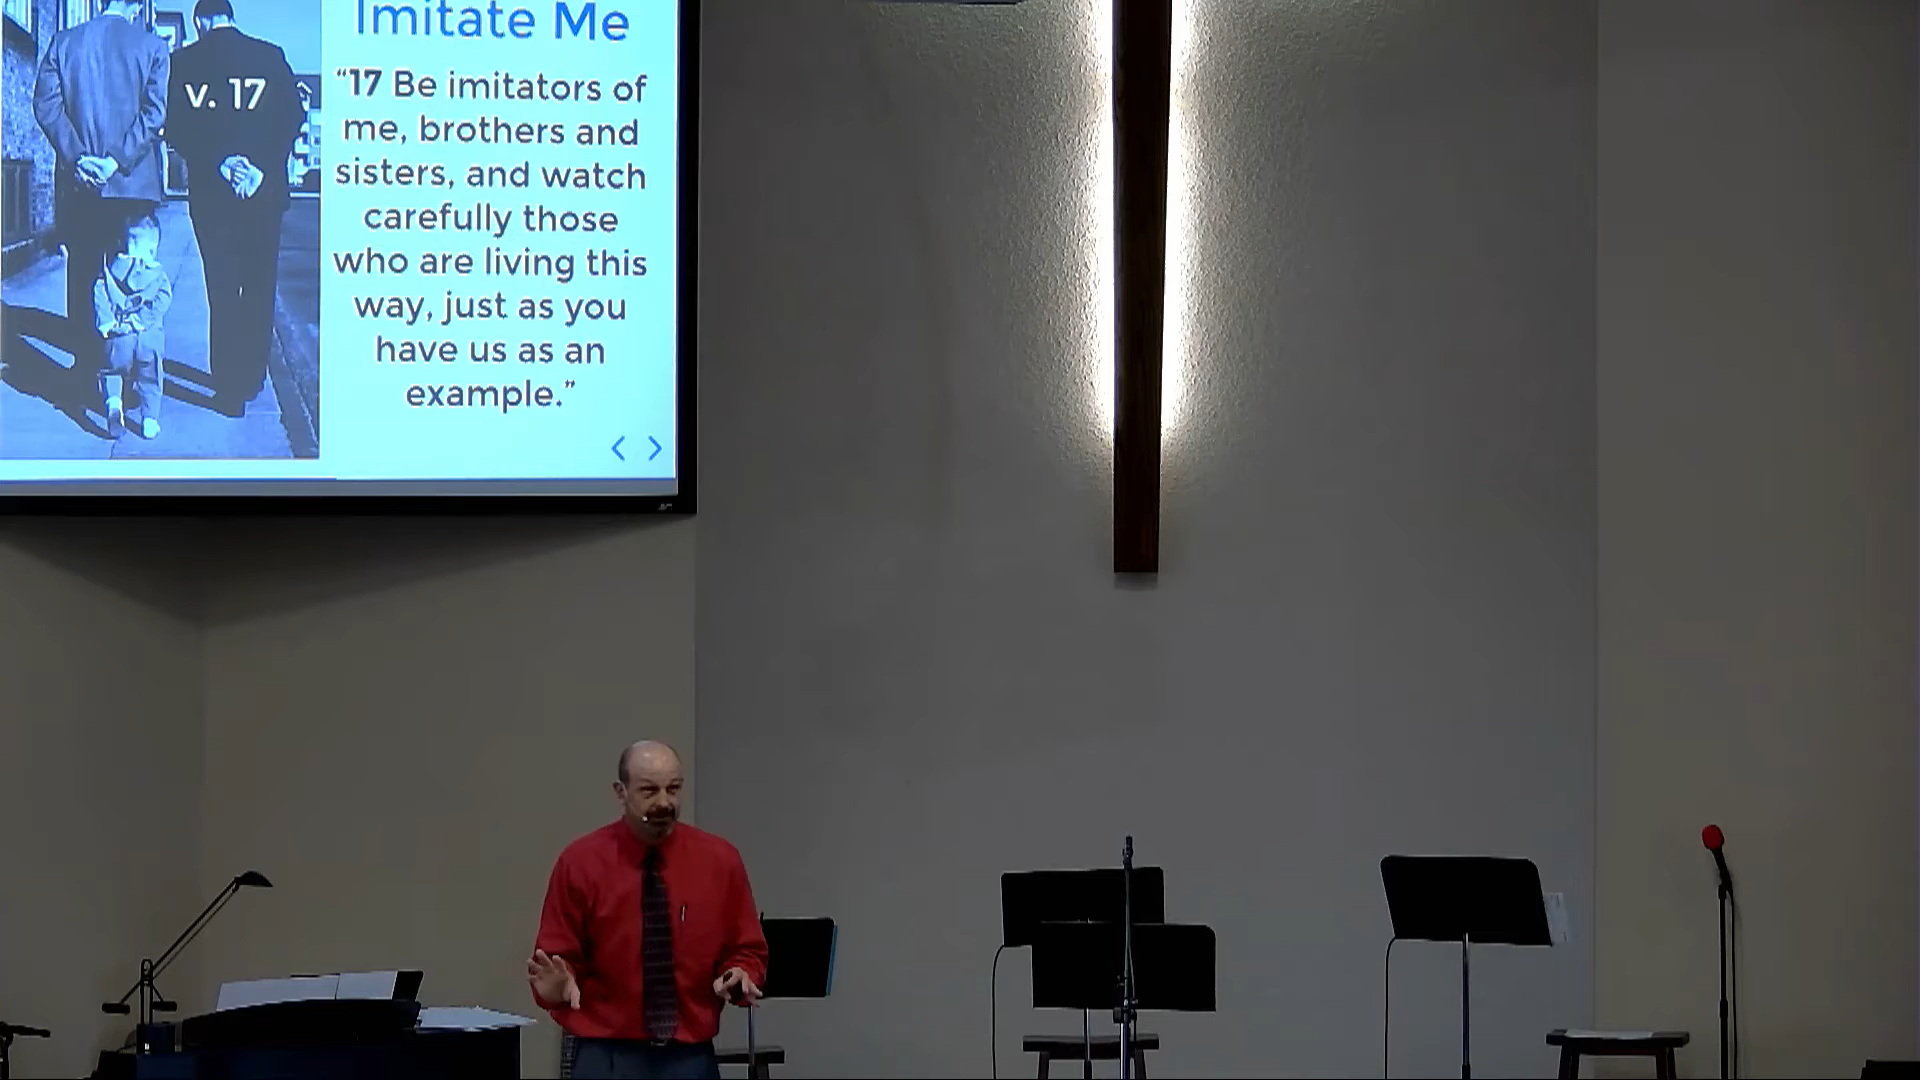 Imitate Me
v. 17
“17 Be imitators of
me, brothers and
sisters, and watch
carefully those
who are living this
way, just as you
have us as an
example.”